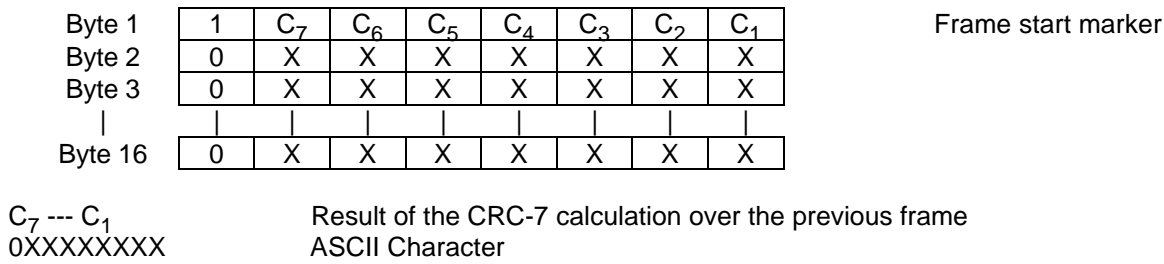 Byte 1 1 C7 C6 C5 C4 C3 C2 C1 Frame start marker
Byte 2 0 X X X X X X X
Byte 3 0 X X X X X X X
| | | | | | | | |
Byte 16 0 X X X X X X X
C7 --- C1 Result of the CRC-7 calculation over the previous frame
0XXXXXXXX ASCII Character